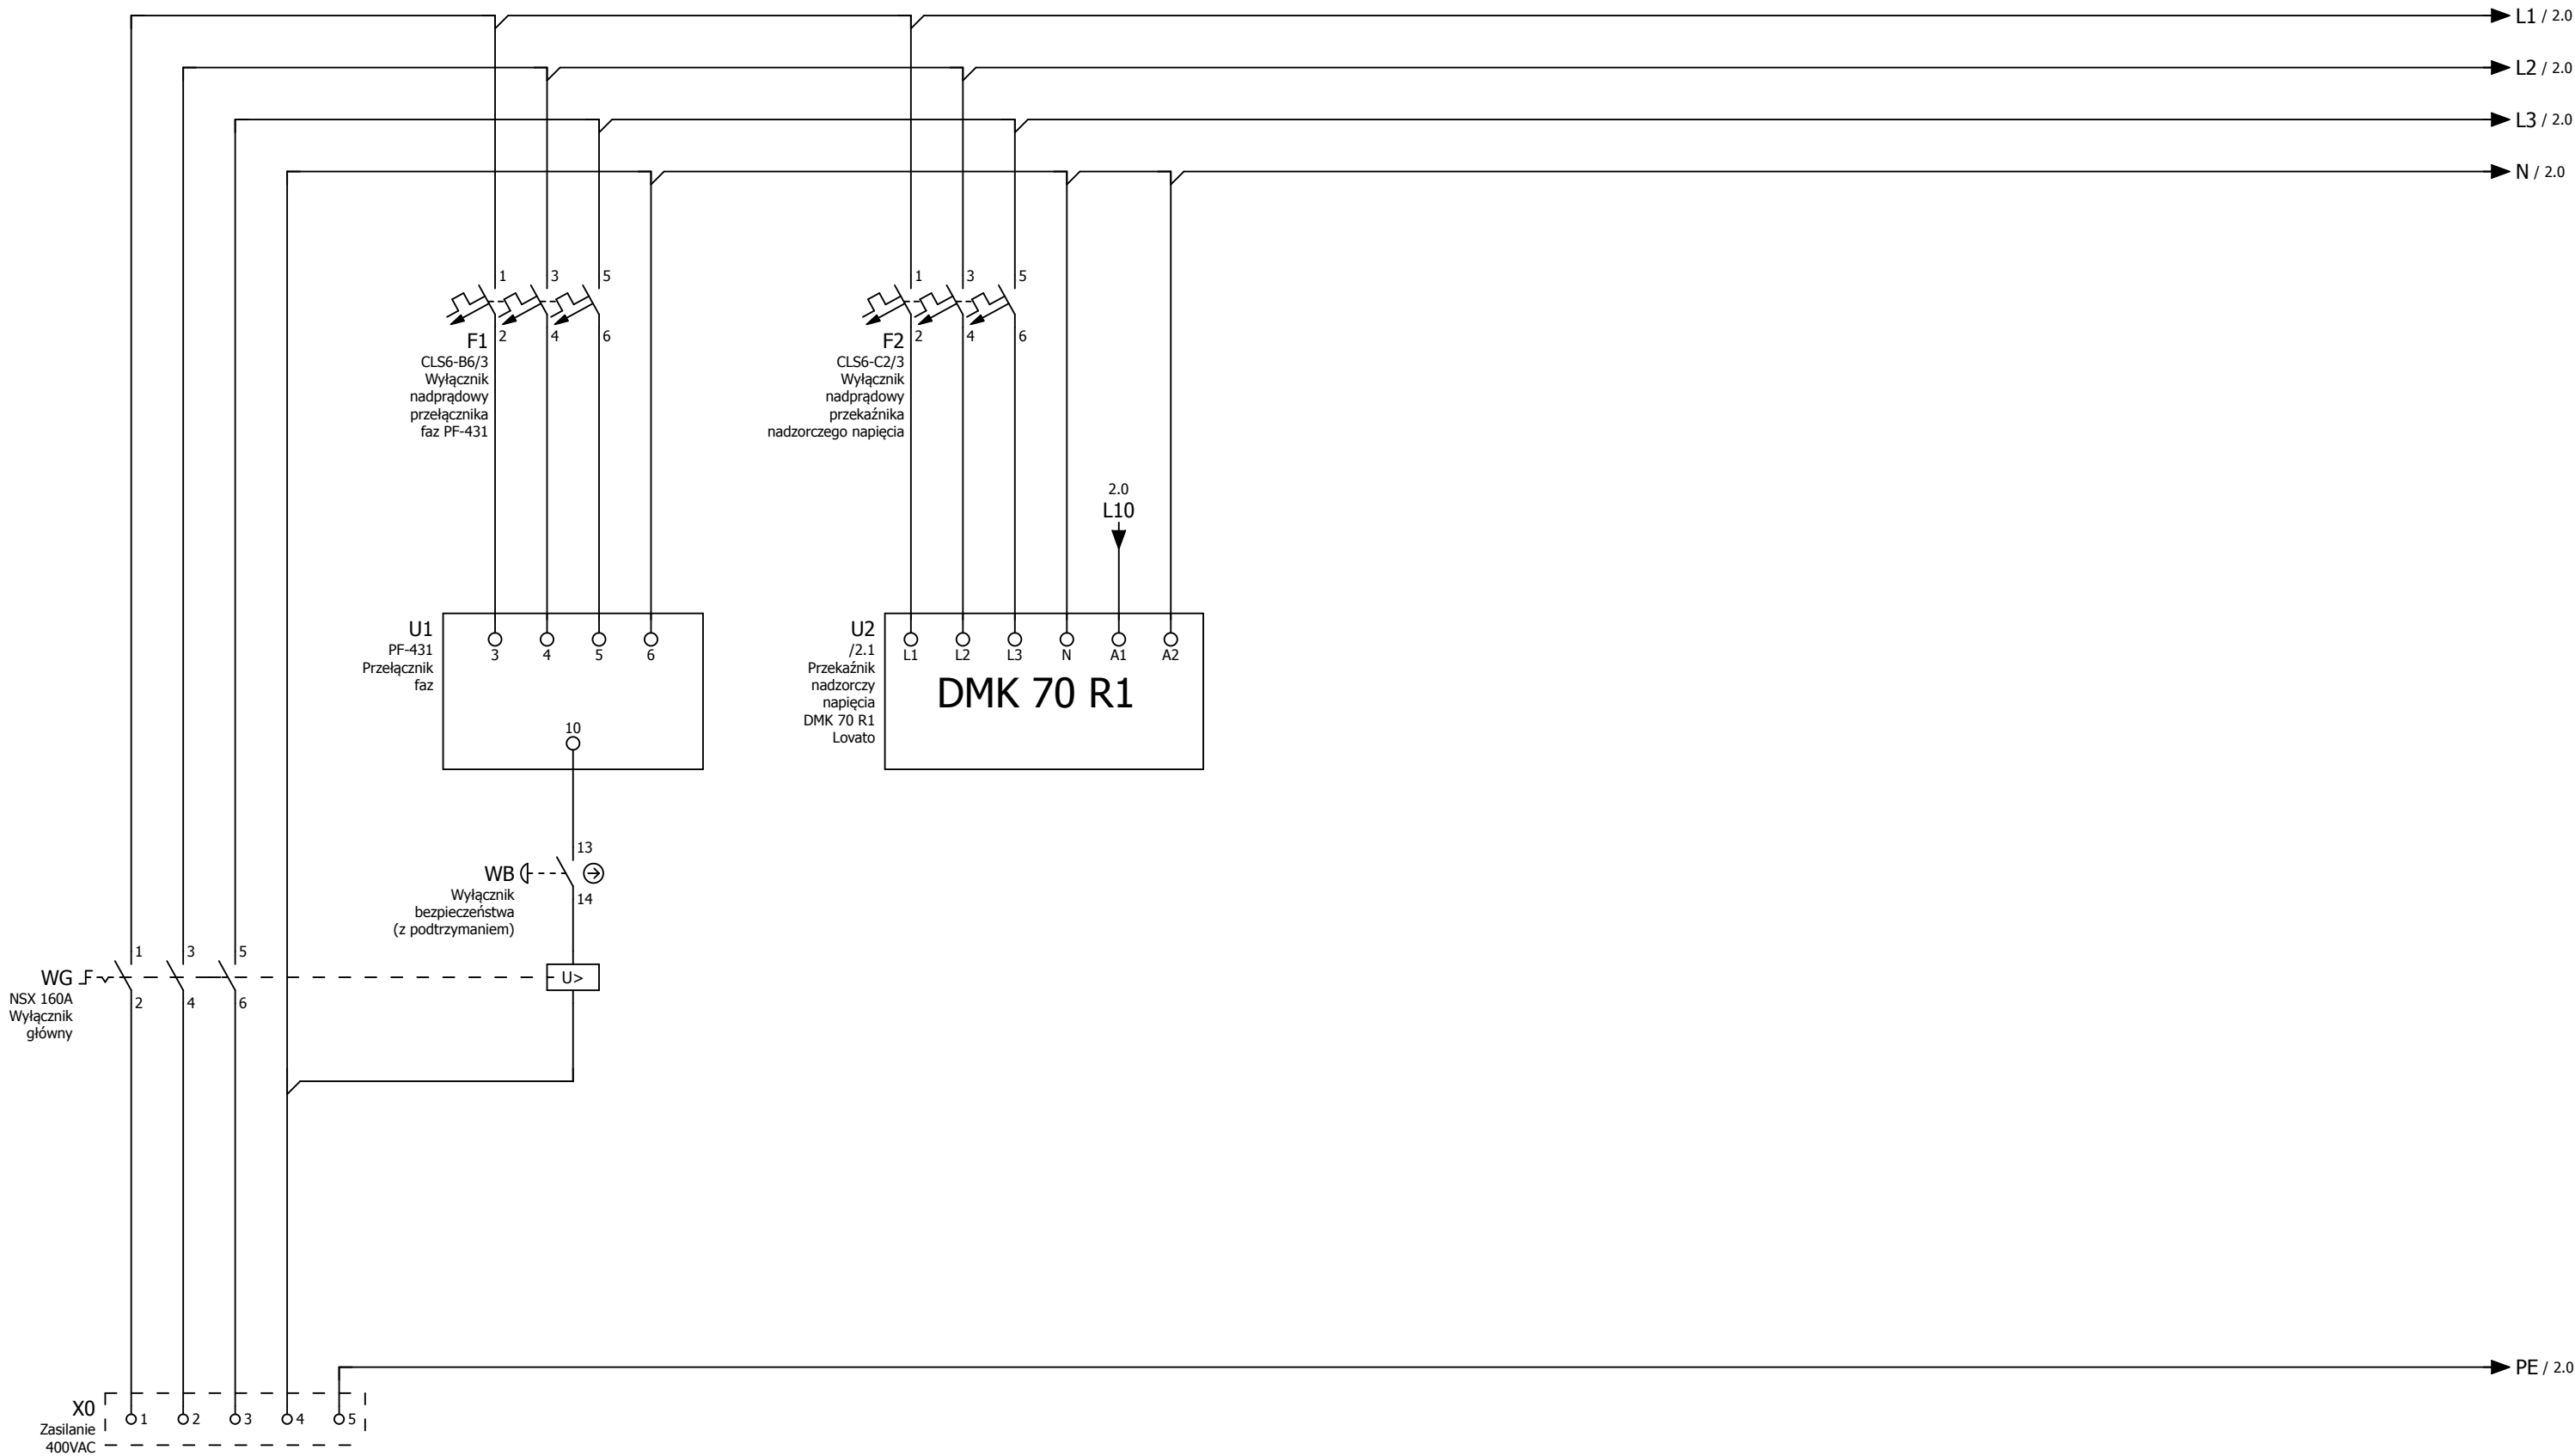 L1 / 2.0
L2 / 2.0
L3 / 2.0
N / 2.0
1 3 5
2 4 6
F1
CLS6-B6/3
Wyłącznik
nadprądowy
przełącznika
faz PF-431
1 3 5
2 4 6
F2
CLS6-C2/3
Wyłącznik
nadprądowy
przekaźnika
nadzorczego napięcia
2.0
L10
U1
PF-431
Przełącznik
faz
3 4 5 6
10
U2
/2.1
Przekaźnik
nadzorczy
napięcia
DMK 70 R1
Lovato
L1 L2 L3 N A1 A2
DMK 70 R1
13
WB
14
Wyłącznik
bezpieczeństwa
(z podtrzymaniem)
1 3 5
WG
U>
2 4 6
NSX 160A
Wyłącznik
główny
PE / 2.0
X0
Zasilanie
400VAC
1 2 3 4 5